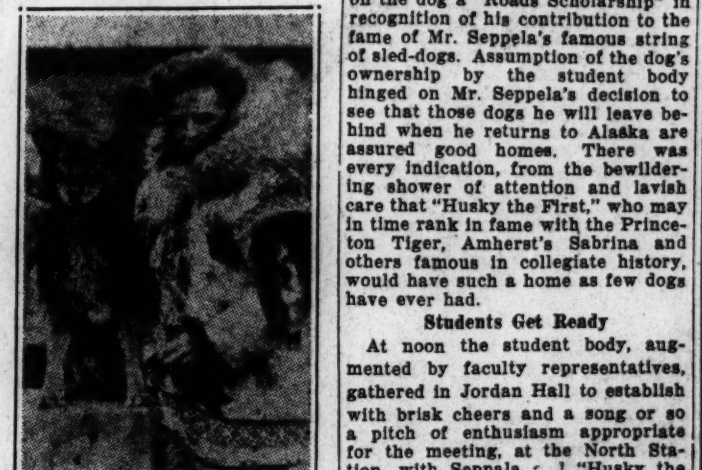 on the dog a "Roads Scholarship" in
recognition of his contribution to the
fame of Mr. Seppela's famous string
of sled-dogs. Assumption of the dog's
ownership by the student body
hinged on Mr. Seppela's decision to
see that those dogs he will leave be-
hind when he returns to Alaska are
assured good homes. There was
every indication, from the bewilder-
ing shower of attention and lavish
care that "Husky the First," who may
in time rank in fame with the Prince-
ton Tiger, Amherst's Sabrina and
others famous in collegiate history,
would have such a home as few dogs
have ever had.
Students Get Ready
At noon the student body, aug-
mented by faculty representatives,
gathered in Jordan Hall to establish
with brisk cheers and a song or so
a pitch of enthusiasm appropriate
for the meeting, at the North Sta-
tion, with Seppala "Husky the